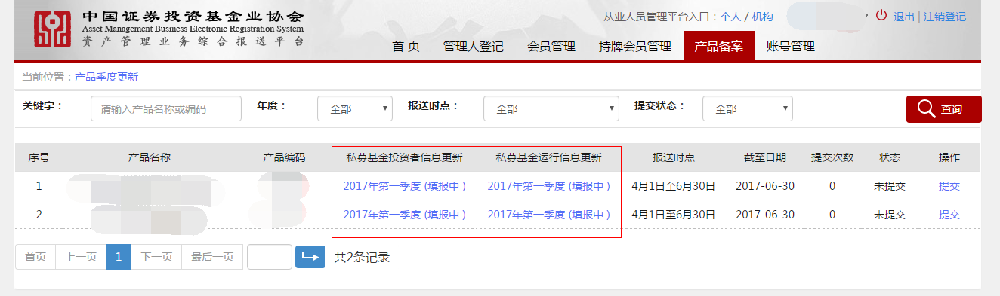 中国证券投资基金业协会
Asset Management Business Electronic Registration System
资产管理业务综合报送平台
从业人员管理平台入口：个人 / 机构 退出 | 注销登记
首 页 管理人登记 会员管理 持牌会员管理 产品备案 账号管理
当前位置：产品季度更新
关键字： 请输入产品名称或编码 年度： 全部 报送时点： 全部 提交状态： 全部 查询
序号 产品名称 产品编码 私募基金投资者信息更新 私募基金运行信息更新 报送时点 截至日期 提交次数 状态 操作
1 2017年第一季度 (填报中 ) 2017年第一季度 (填报中 ) 4月1日至6月30日 2017-06-30 0 未提交 提交
2 2017年第一季度 (填报中 ) 2017年第一季度 (填报中 ) 4月1日至6月30日 2017-06-30 0 未提交 提交
首页 上一页 1 下一页 最后一页 共2条记录